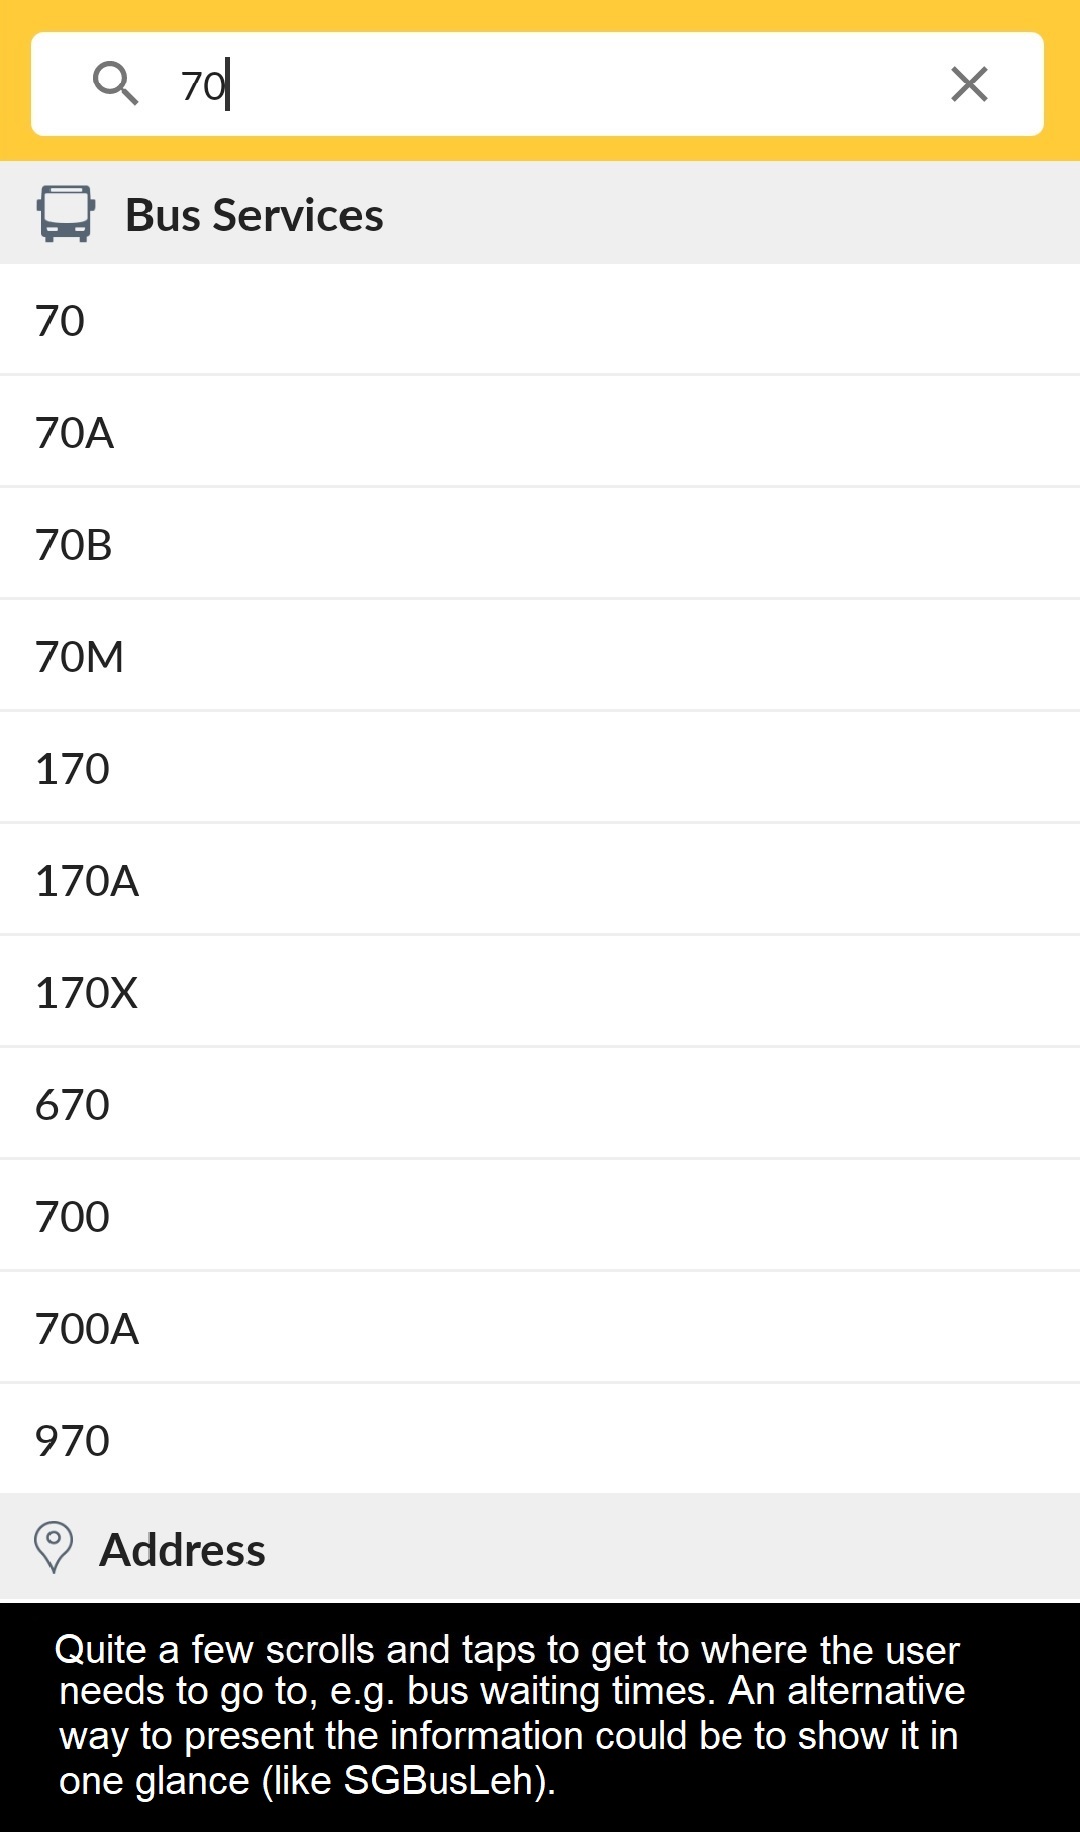 70
Bus Services
70
70A
70B
70M
170
170A
170X
670
700
700A
970
Address
Quite a few scrolls and taps to get to where the user
needs to go to, e.g. bus waiting times. An alternative
way to present the information could be to show it in
one glance (like SGBusLeh).